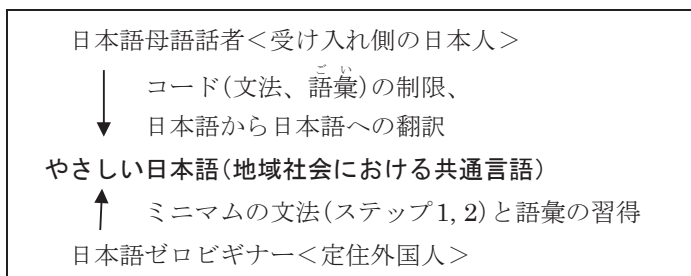 日本語母語話者＜受け入れ側の日本人＞
コード(文法、語彙)の制限、
日本語から日本語への翻訳
やさしい日本語(地域社会における共通言語)
ミニマムの文法(ステップ1, 2)と語彙の習得
日本語ゼロビギナー＜定住外国人＞